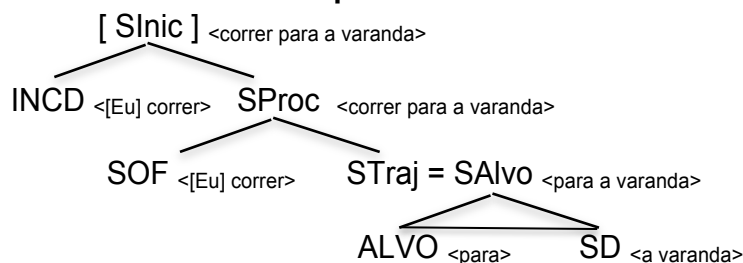 [ SInic ] <correr para a varanda>
INCD <[Eu] correr> SProc <correr para a varanda>
SOF <[Eu] correr> STraj = SAlvo <para a varanda>
ALVO <para> SD <a varanda>